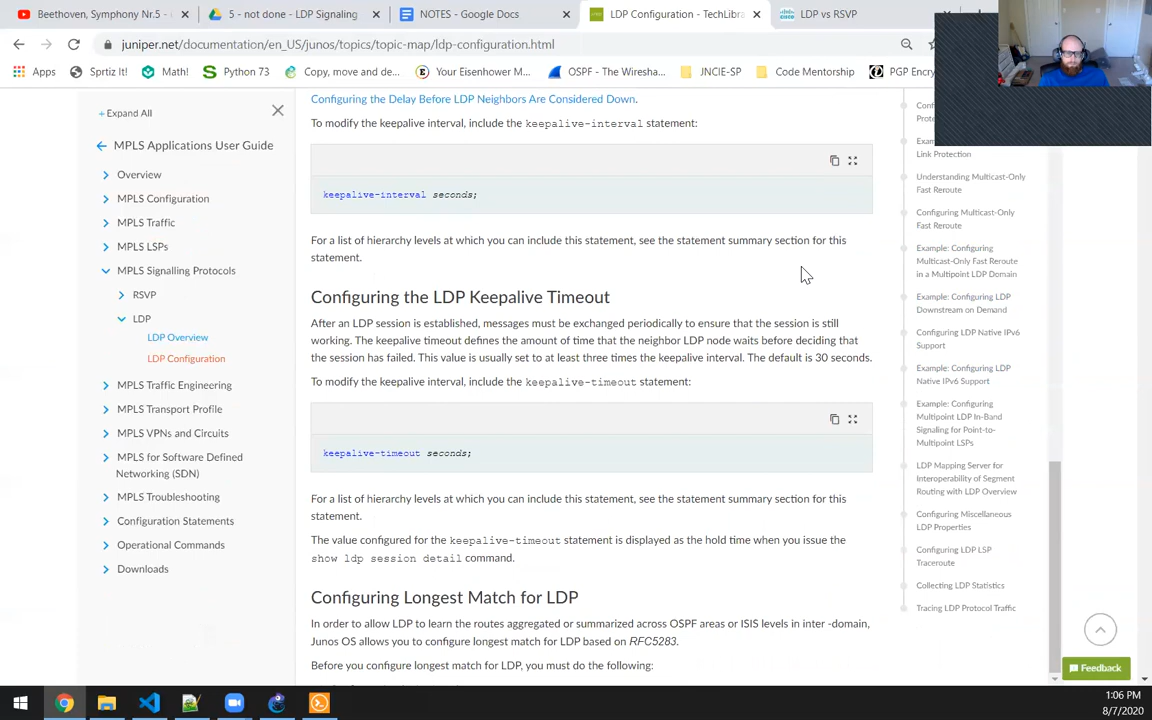 Beethoven, Symphony Nr.5 -
5 - not done - LDP Signaling
NOTES - Google Docs
LDP Configuration - TechLibra
LDP vs RSVP
juniper.net/documentation/en_US/junos/topics/topic-map/ldp-configuration.html
Apps
Sprtiz It!
Math!
Python 73
Copy, move and de...
Your Eisenhower M...
OSPF - The Wiresha...
JNCIE-SP
Code Mentorship
PGP Encry
+ Expand All
MPLS Applications User Guide
Overview
MPLS Configuration
MPLS Traffic
MPLS LSPs
MPLS Signalling Protocols
RSVP
LDP
LDP Overview
LDP Configuration
MPLS Traffic Engineering
MPLS Transport Profile
MPLS VPNs and Circuits
MPLS for Software Defined
Networking (SDN)
MPLS Troubleshooting
Configuration Statements
Operational Commands
Downloads
Configuring the Delay Before LDP Neighbors Are Considered Down.
To modify the keepalive interval, include the keepalive-interval statement:
keepalive-interval seconds;
For a list of hierarchy levels at which you can include this statement, see the statement summary section for this
statement.
Configuring the LDP Keepalive Timeout
After an LDP session is established, messages must be exchanged periodically to ensure that the session is still
working. The keepalive timeout defines the amount of time that the neighbor LDP node waits before deciding that
the session has failed. This value is usually set to at least three times the keepalive interval. The default is 30 seconds.
To modify the keepalive interval, include the keepalive-timeout statement:
keepalive-timeout seconds;
For a list of hierarchy levels at which you can include this statement, see the statement summary section for this
statement.
The value configured for the keepalive-timeout statement is displayed as the hold time when you issue the
show ldp session detail command.
Configuring Longest Match for LDP
In order to allow LDP to learn the routes aggregated or summarized across OSPF areas or ISIS levels in inter -domain,
Junos OS allows you to configure longest match for LDP based on RFC5283.
Before you configure longest match for LDP, you must do the following:
Link Protection
Understanding Multicast-Only Fast
Reroute
Configuring Multicast-Only Fast
Reroute
Example: Configuring
Multicast-Only Fast Reroute
in a Multipoint LDP Domain
Example: Configuring LDP
Downstream on Demand
Configuring LDP Native IPv6
Support
Example: Configuring LDP
Native IPv6 Support
Example: Configuring
Multipoint LDP In-Band
Signaling for Point-to-
Multipoint LSPs
LDP Mapping Server for
Interoperability of Segment
Routing with LDP Overview
Configuring Miscellaneous
LDP Properties
Configuring LDP LSP
Traceroute
Collecting LDP Statistics
Tracing LDP Protocol Traffic
Feedback
1:06 PM
8/7/2020